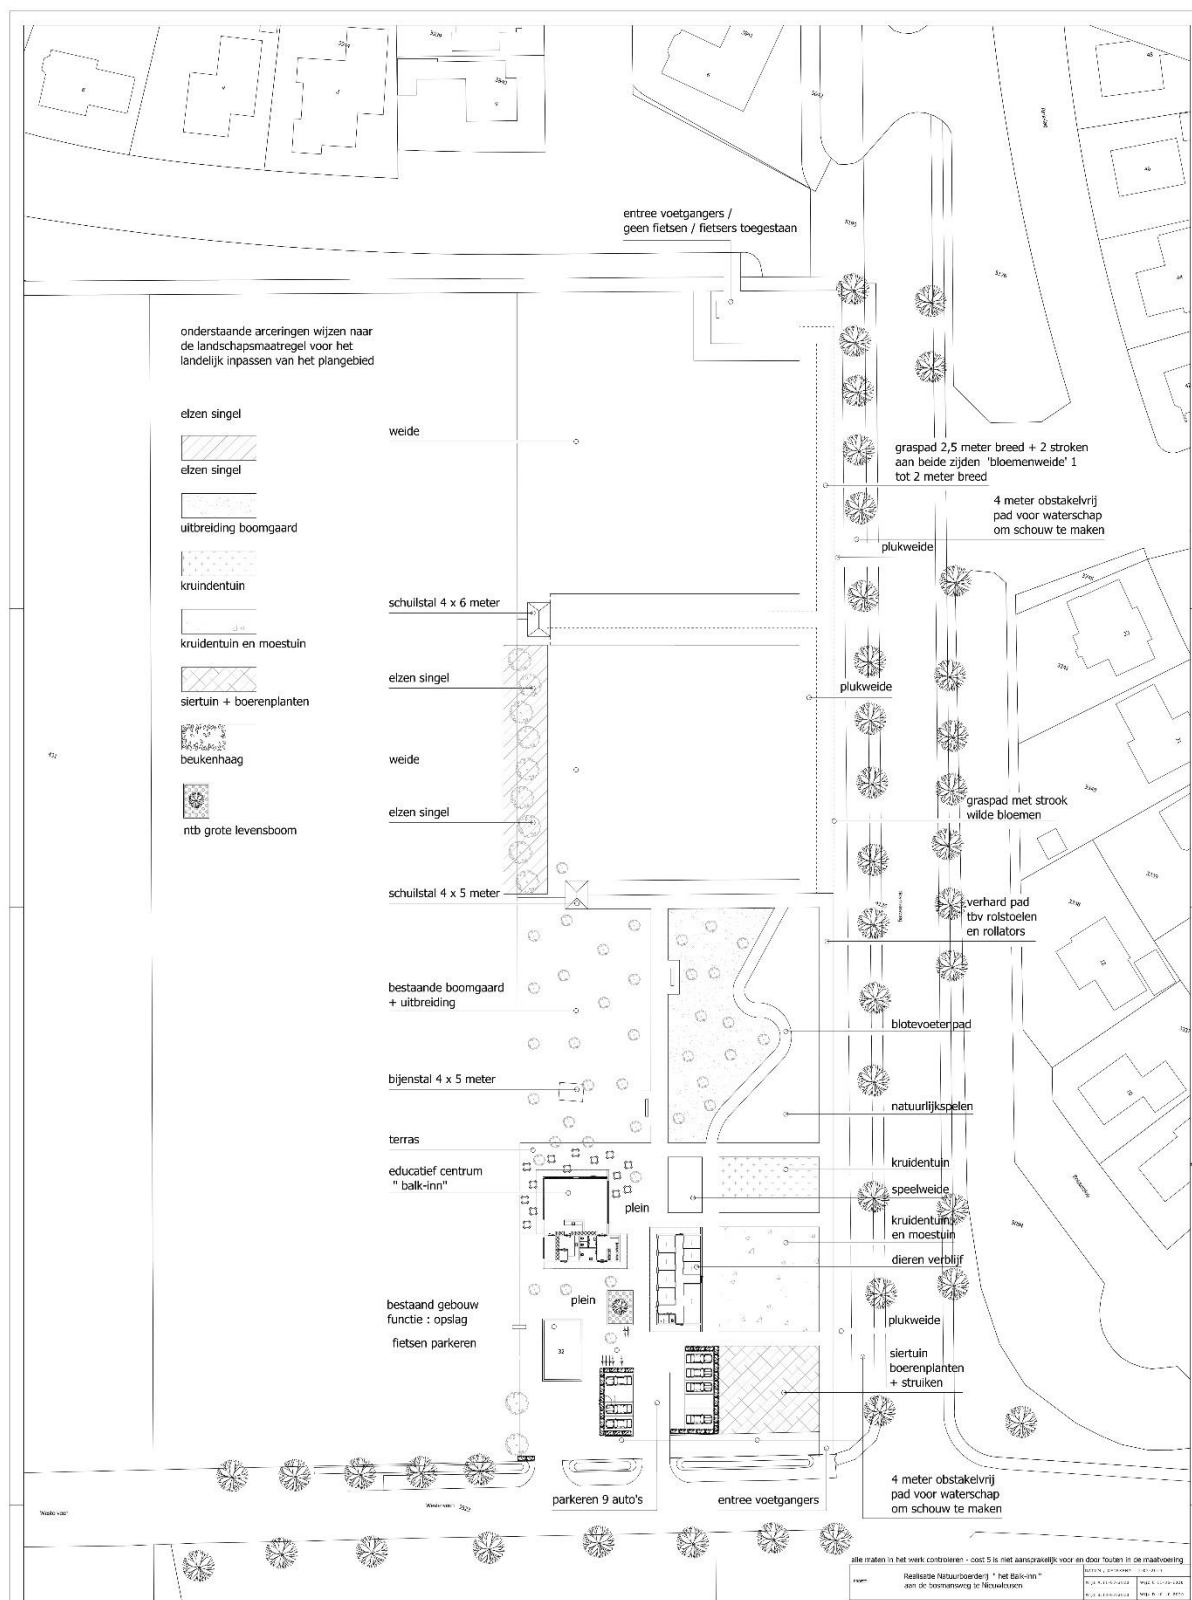 entree voetgangers /
geen fietsen / fietsers toegestaan
onderstaande arceringen wijzen naar
de landschapsmaatregel voor het
landelijk inpassen van het plangebied
elzen singel
elzen singel
uitbreiding boomgaard
kruindentuin
kruidentuin en moestuin
siertuin + boerenplanten
beukenhaag
ntb grote levensboom
weide
schuilstal 4 x 6 meter
elzen singel
weide
elzen singel
schuilstal 4 x 5 meter
bestaande boomgaard
+ uitbreiding
bijenstal 4 x 5 meter
terras
educatief centrum
" balk-inn"
plein
plein
bestaand gebouw
functie : opslag
fietsen parkeren
32
graspad 2,5 meter breed + 2 stroken
aan beide zijden 'bloemenweide' 1
tot 2 meter breed
4 meter obstakelvrij
pad voor waterschap
om schouw te maken
plukweide
plukweide
graspad met strook
wilde bloemen
verhard pad
tbv rolstoelen
en rollators
blotevoetenpad
natuurlijkspelen
kruidentuin
speelweide
kruidentuin
en moestuin
dieren verblijf
plukweide
siertuin
boerenplanten
+ struiken
4 meter obstakelvrij
pad voor waterschap
om schouw te maken
parkeren 9 auto's
entree voetgangers
alle maten in het werk controleren - oost 5 is niet aansprakelijk voor en door fouten in de maatvoering
Realisatie Natuurboerderij " het Balk-inn "
aan de bosmansweg te Nieuwleusen